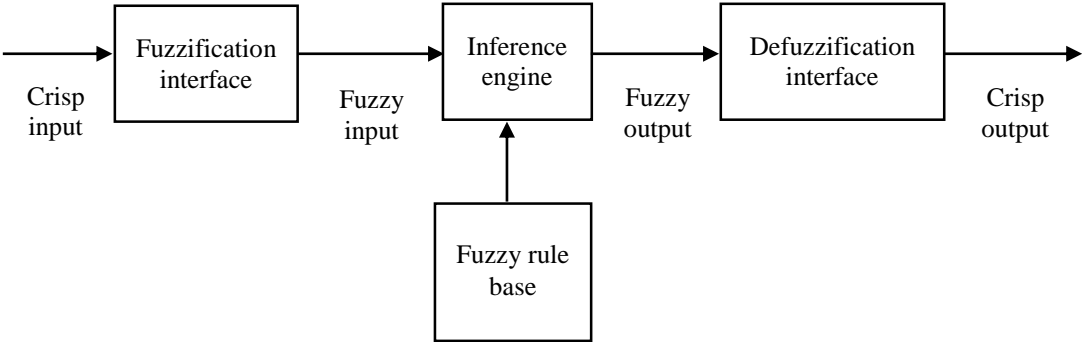 Fuzzification
interface
Inference
engine
Defuzzification
interface
Crisp
input
Fuzzy
input
Fuzzy
output
Crisp
output
Fuzzy rule
base